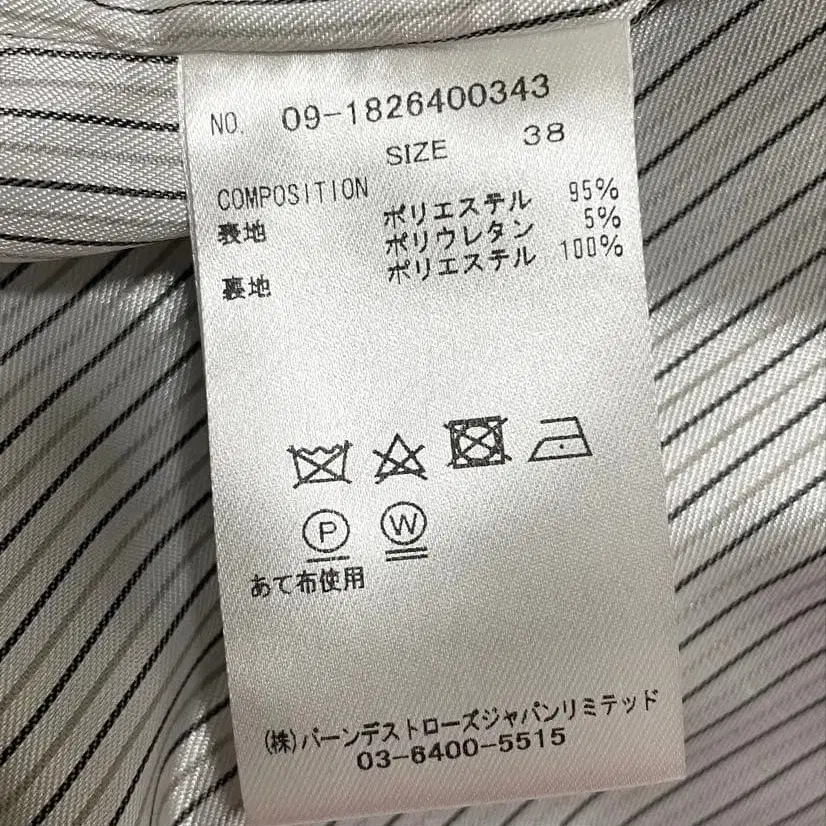 NO. 09-1826400343
SIZE 38
COMPOSITION
表地 ポリエステル 95%
ポリウレタン 5%
裏地 ポリエステル 100%
P W
あて布使用
(株)バーンデストローズジャパンリミテッド
03-6400-5515